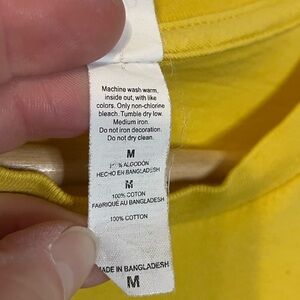 Machine wash warm,
inside out, with like
colors. Only non-chlorine
bleach. Tumble dry low.
Medium iron.
Do not iron decoration.
Do not dry clean.
M
ALGODÓN
HECHO EN BANGLADESH
M
100% COTON
FABRIQUÉ AU BANGLADESH
100% COTTON
MADE IN BANGLADESH
M